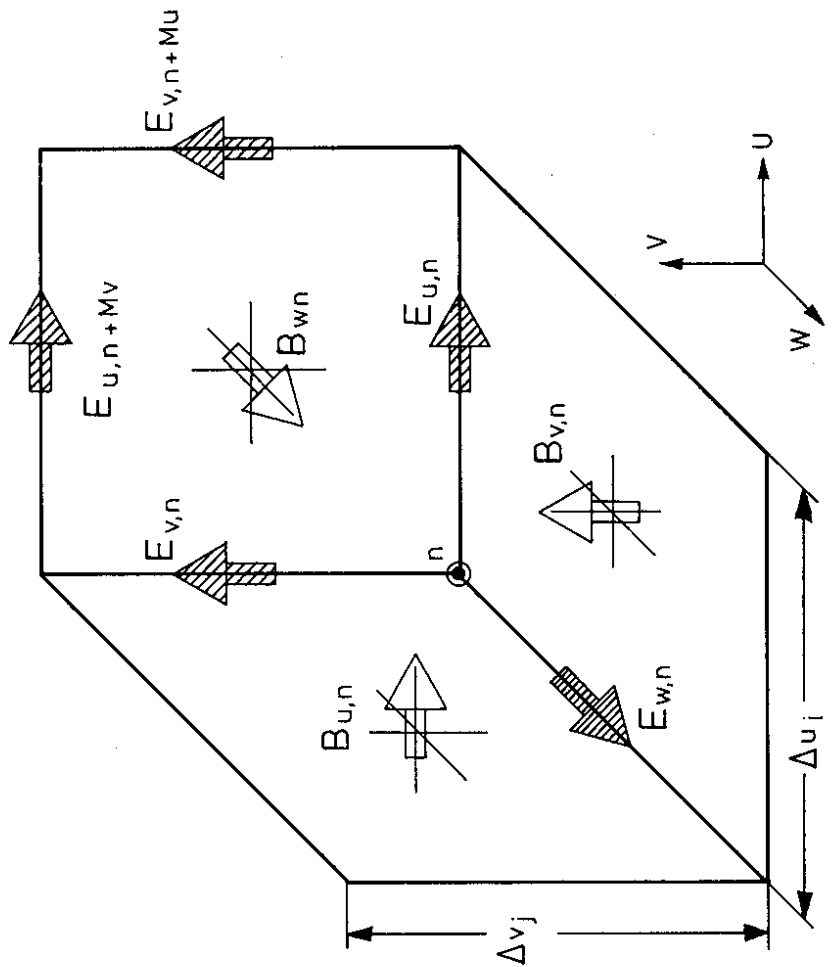 E_{v,n+Mu}
E_{u,n+Mv}
B_{wn}
E_{u,n}
E_{v,n}
n
B_{u,n}
B_{v,n}
E_{w,n}
V
U
W
Δu_i
Δv_j